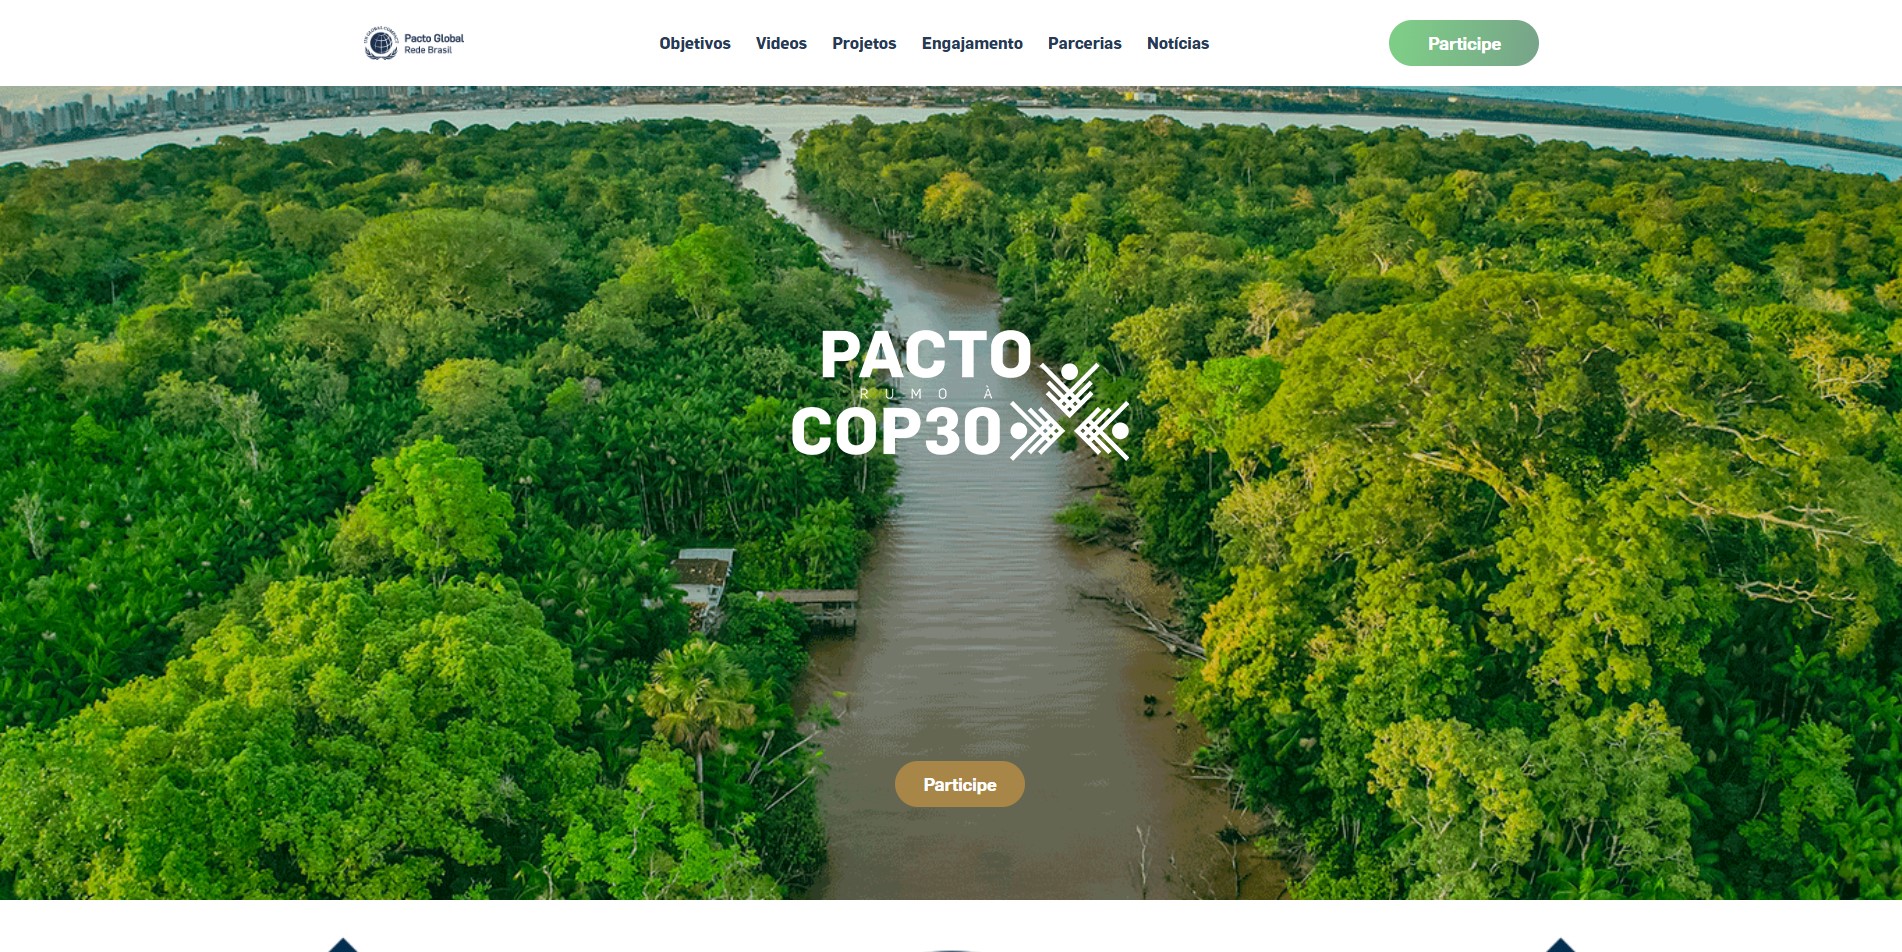 Pacto Global
Rede Brasil
Objetivos
Videos
Projetos
Engajamento
Parcerias
Notícias
Participe
PACTO
RUMO À
COP30
Participe